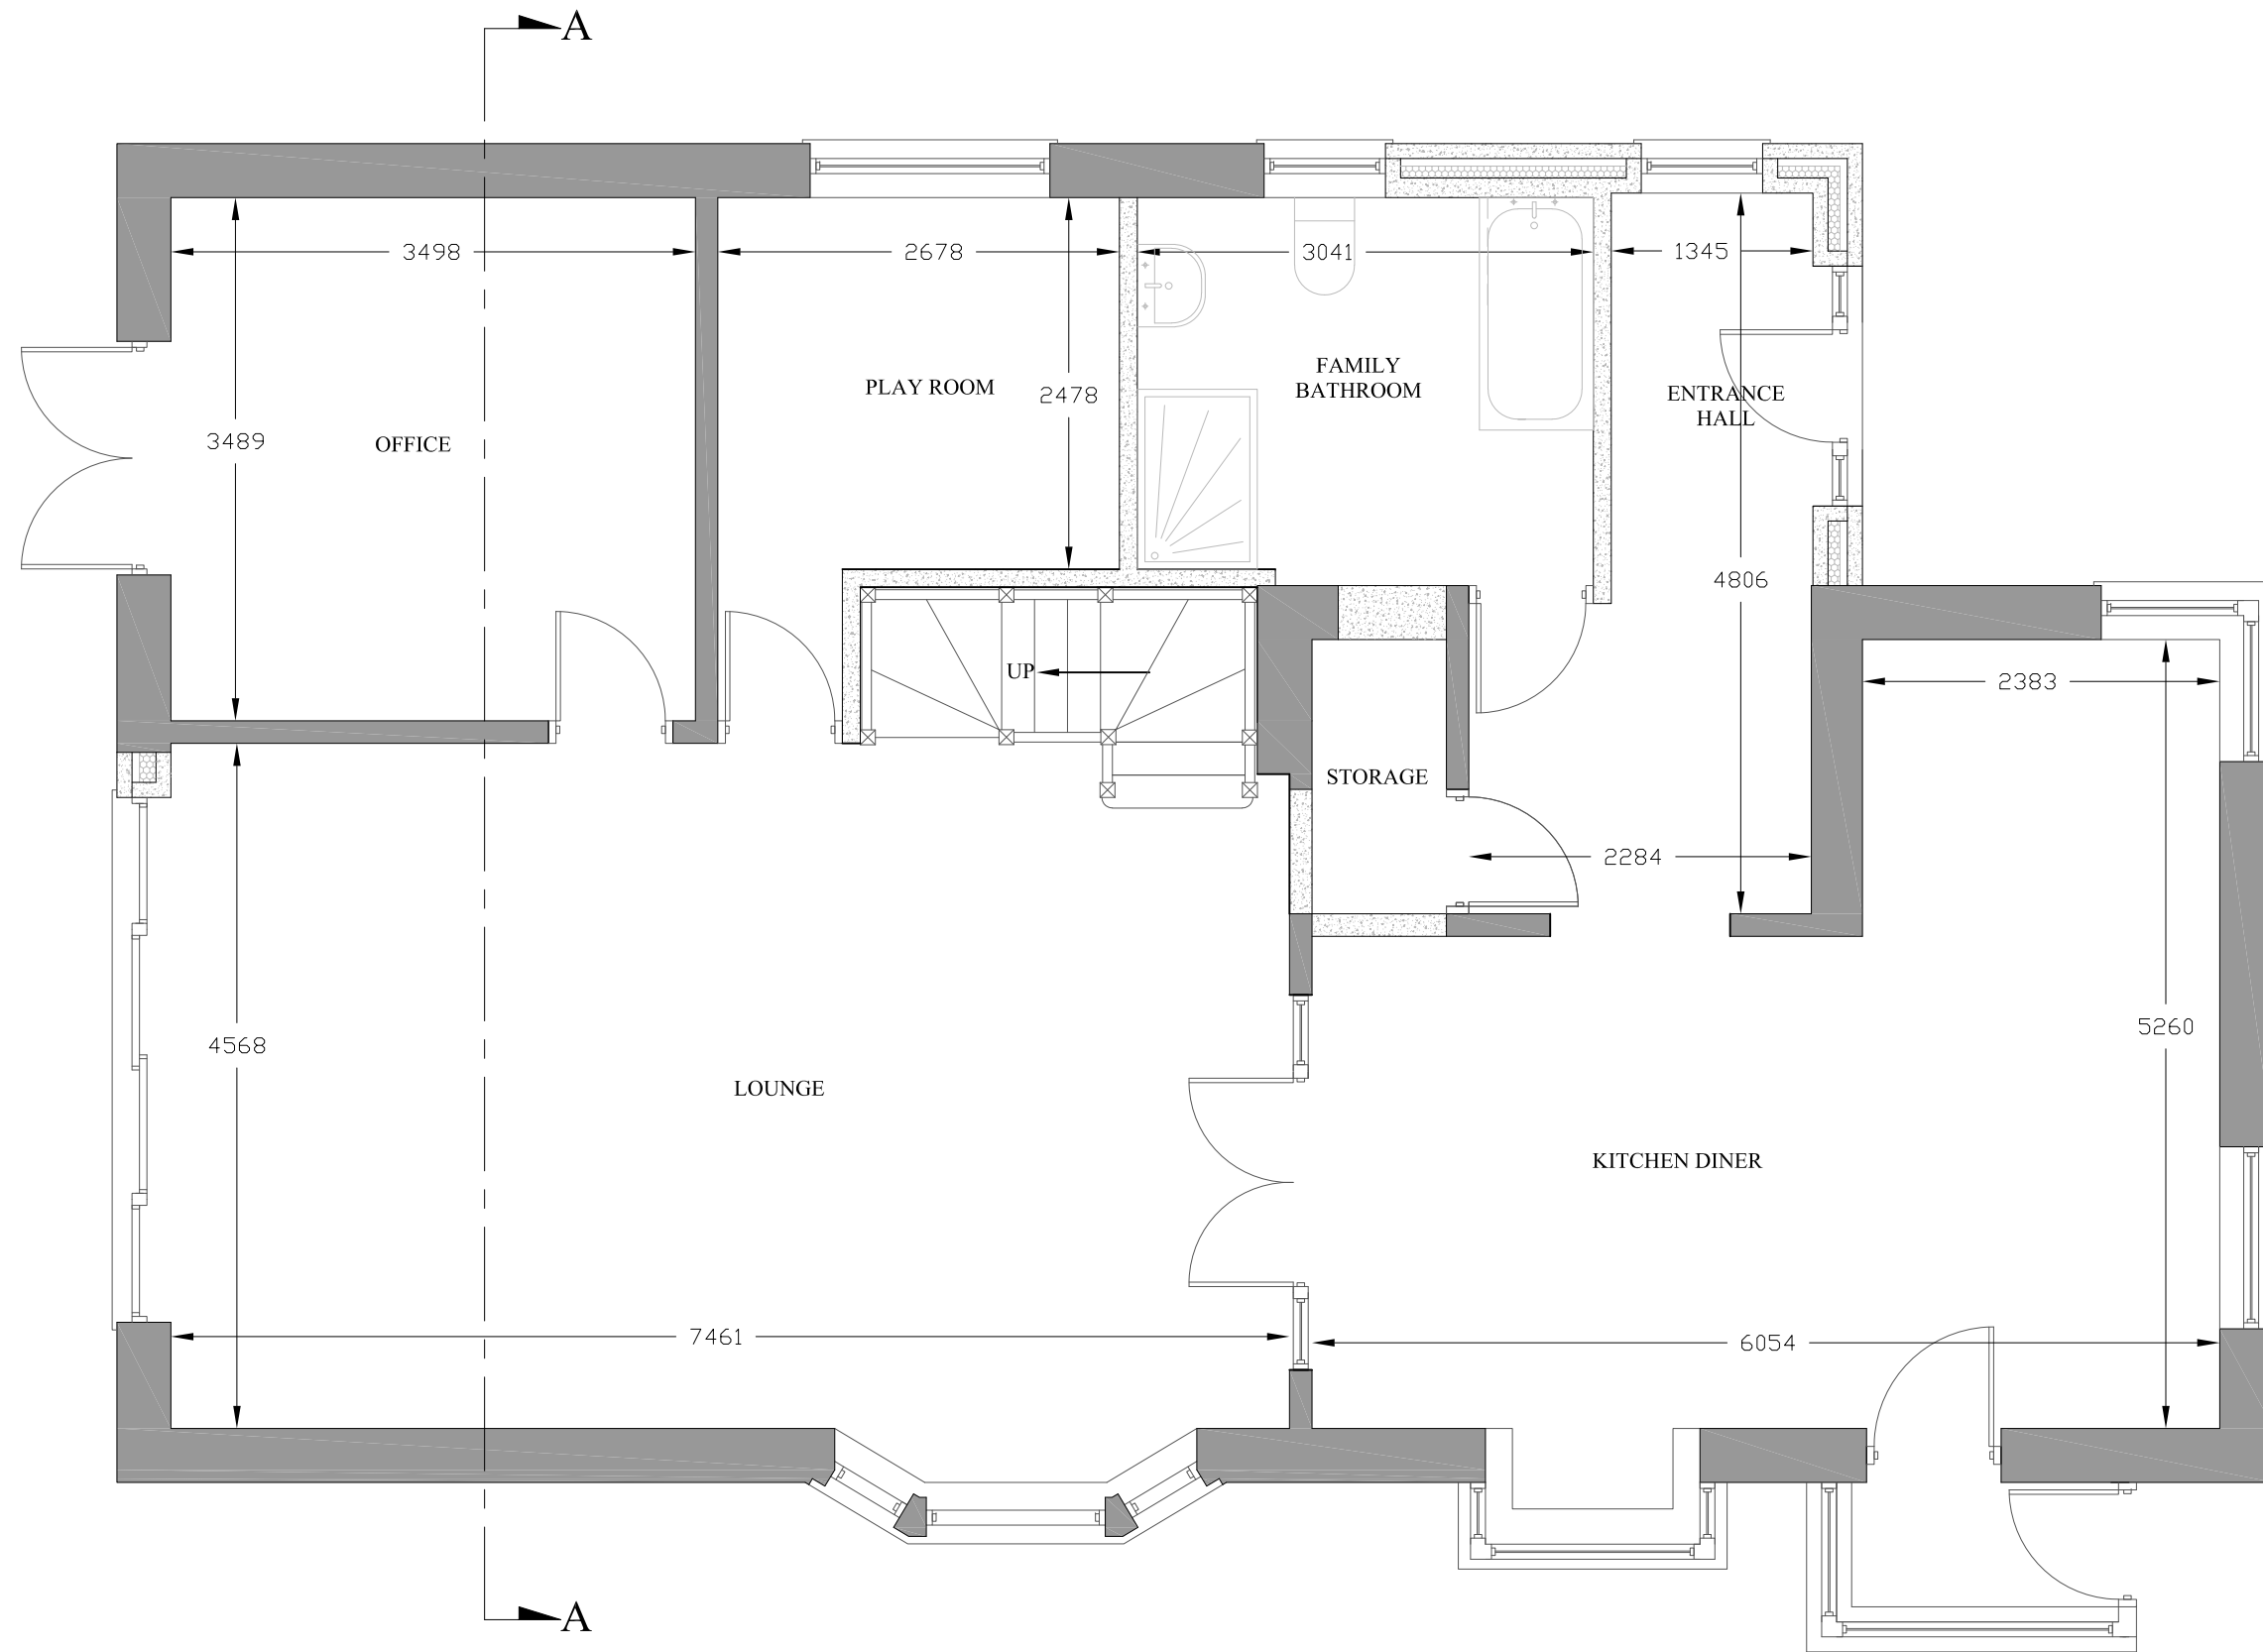 A
3498
2678
3041
1345
PLAY ROOM
2478
FAMILY
BATHROOM
ENTRANCE
HALL
3489
OFFICE
4806
UP
2383
STORAGE
2284
5260
4568
LOUNGE
KITCHEN DINER
7461
6054
A